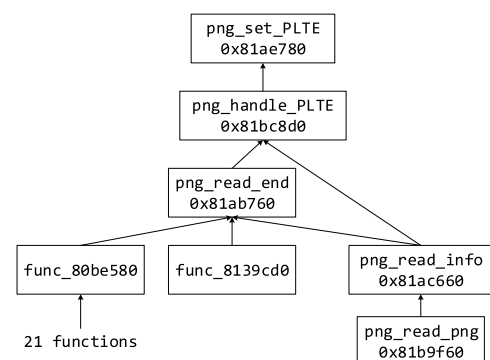 png_set_PLTE
0x81ae780
png_handle_PLTE
0x81bc8d0
png_read_end
0x81ab760
func_80be580
func_8139cd0
png_read_info
0x81ac660
21 functions
png_read_png
0x81b9f60